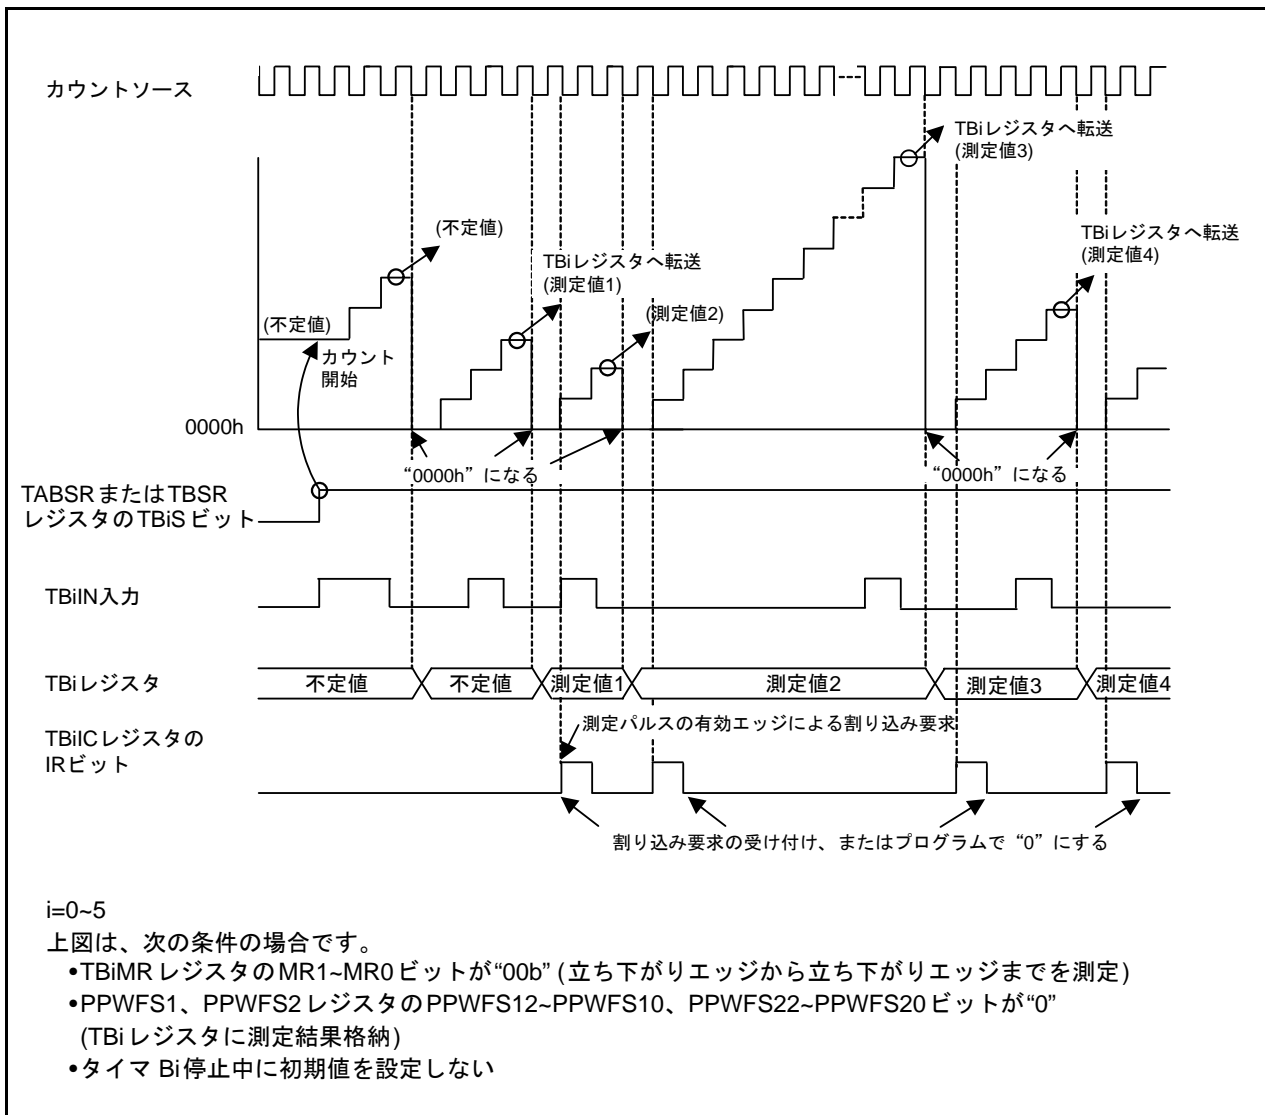 カウントソース
TBiレジスタへ転送
(測定値3)
(不定値)
TBiレジスタへ転送
(測定値4)
TBiレジスタへ転送
(測定値1)
(測定値2)
(不定値)
カウント
開始
0000h
“0000h” になる
“0000h” になる
TABSRまたはTBSR
レジスタのTBiSビット
TBiIN入力
TBiレジスタ
不定値 不定値 測定値1 測定値2 測定値3 測定値4
測定パルスの有効エッジによる割り込み要求
TBiICレジスタの
IRビット
割り込み要求の受け付け、またはプログラムで “0” にする
i=0~5
上図は、次の条件の場合です。
•TBiMRレジスタのMR1~MR0ビットが“00b” (立ち下がりエッジから立ち下がりエッジまでを測定)
•PPWFS1、PPWFS2レジスタのPPWFS12~PPWFS10、PPWFS22~PPWFS20ビットが“0”
(TBiレジスタに測定結果格納)
•タイマ Bi停止中に初期値を設定しない